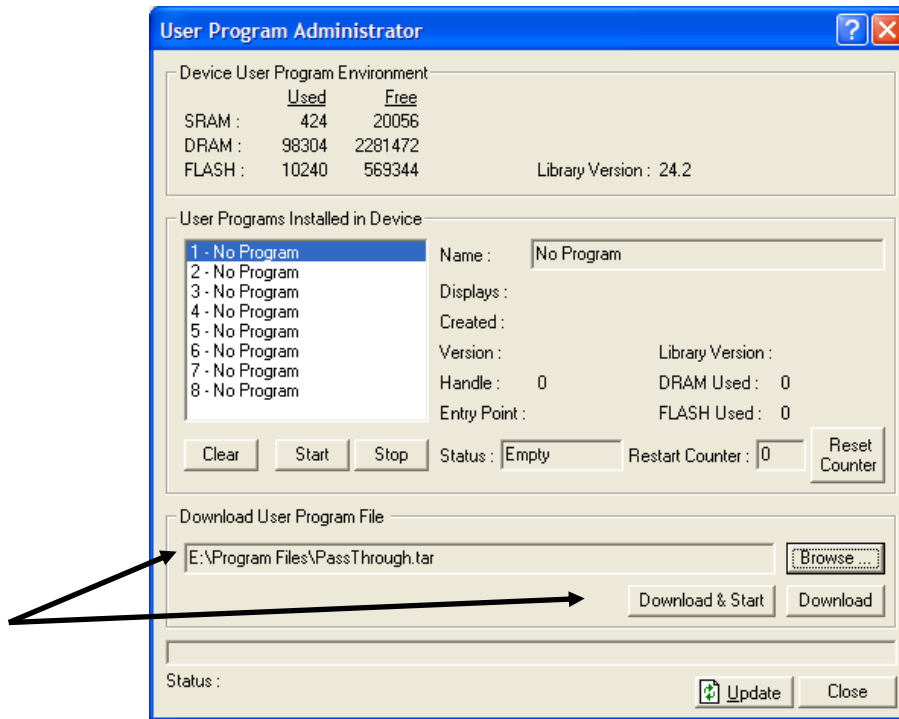 User Program Administrator
Device User Program Environment
Used Free
SRAM : 424 20056
DRAM : 98304 2281472
FLASH : 10240 569344 Library Version : 24.2
User Programs Installed in Device
1 - No Program
2 - No Program
3 - No Program
4 - No Program
5 - No Program
6 - No Program
7 - No Program
8 - No Program
Name : No Program
Displays :
Created :
Version : Library Version :
Handle : 0 DRAM Used : 0
Entry Point : FLASH Used : 0
Clear Start Stop Status : Empty Restart Counter : 0 Reset Counter
Download User Program File
E:\Program Files\PassThrough.tar Browse ...
Download & Start Download
Status :
Update Close